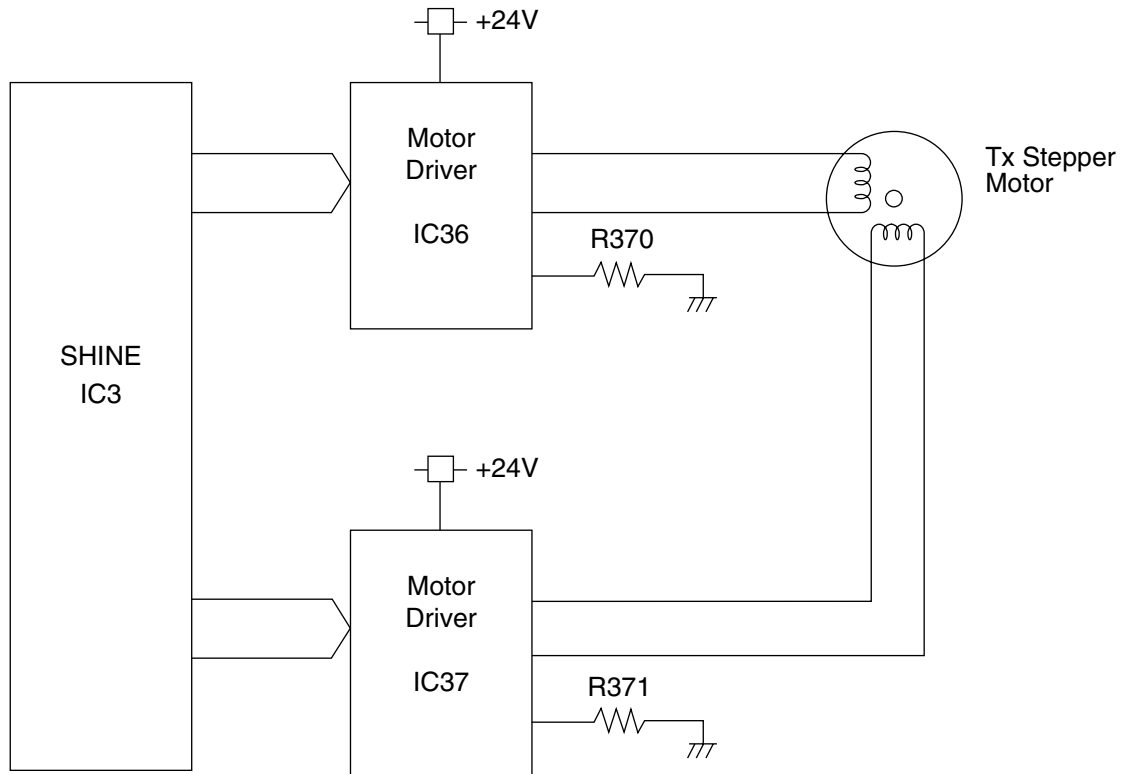 +24V
Motor
Driver
IC36
Tx Stepper
Motor
R370
SHINE
IC3
+24V
Motor
Driver
IC37
R371